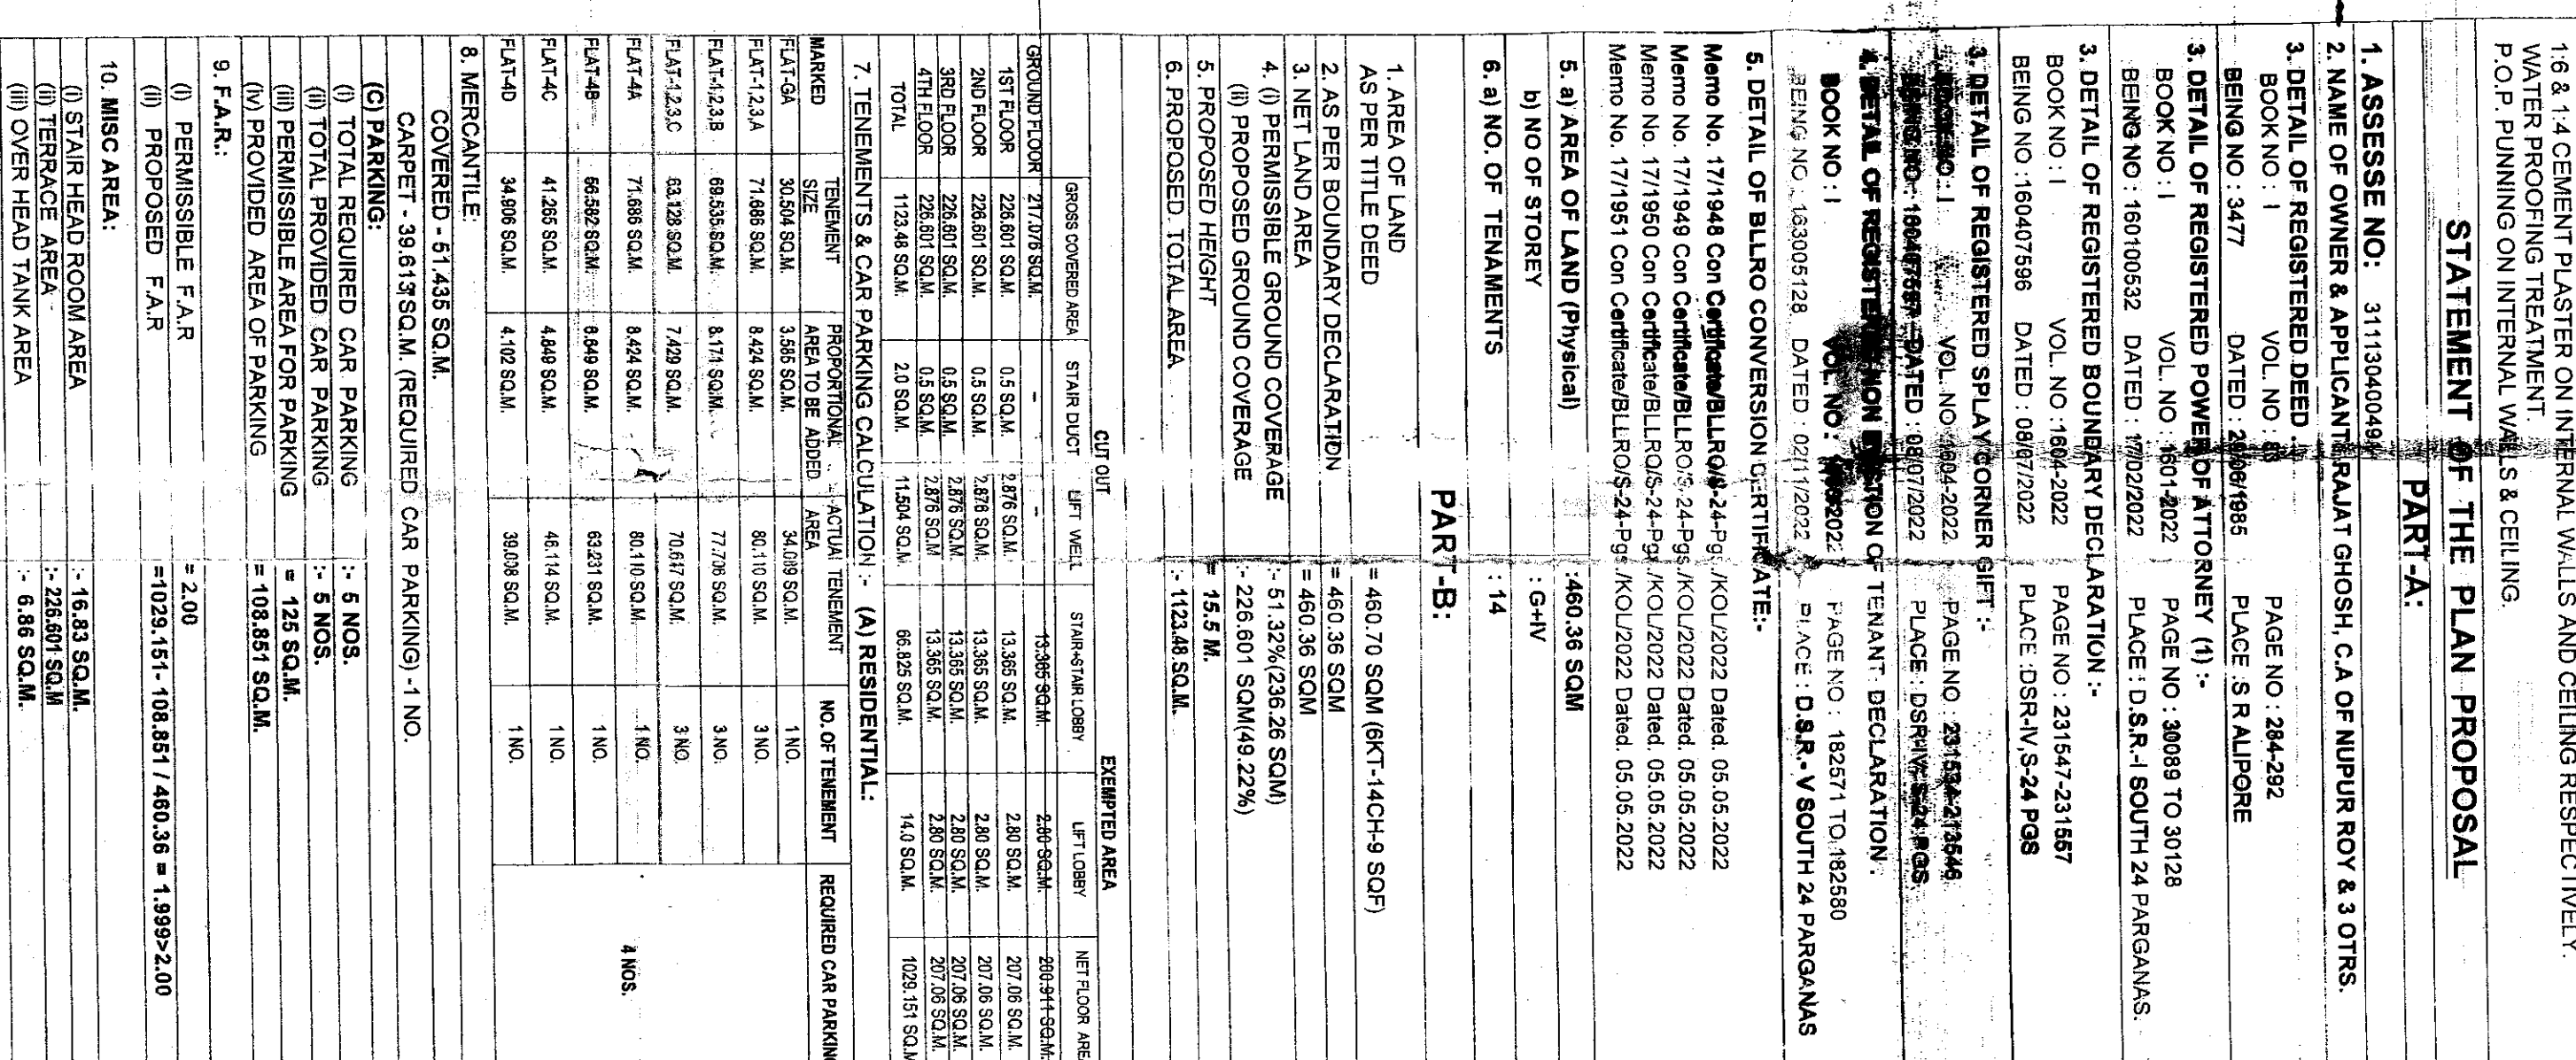 1:6 & 1:4 CEMENT PLASTER ON INTERNAL WALLS AND CEILING RESPECTIVELY.
WATER PROOFING TREATMENT.
P.O.P. PUNNING ON INTERNAL WALLS & CEILING.
STATEMENT OF THE PLAN PROPOSAL
PART-A:
1. ASSESSE NO: 311130400494
2. NAME OF OWNER & APPLICANT: RAJAT GHOSH, C.A OF NUPUR ROY & 3 OTRS.
3. DETAIL OF REGISTERED DEED :-
BOOK NO : I VOL. NO : PAGE NO : 284-292
BEING NO : 3477 DATED : PLACE :S R ALIPORE
3. DETAIL OF REGISTERED POWER OF ATTORNEY (1) :-
BOOK NO : I VOL. NO : 1601-2022 PAGE NO : 30089 TO 30128
BEING NO : 160100532 DATED : 17/02/2022 PLACE : D.S.R.-I SOUTH 24 PARGANAS.
3. DETAIL OF REGISTERED BOUNDARY DECLARATION :-
BOOK NO : I VOL. NO :1604-2022 PAGE NO : 231547-231557
BEING NO :160407596 DATED : 08/07/2022 PLACE :DSR-IV,S-24 PGS
3. DETAIL OF REGISTERED SPLAY CORNER GIFT :-
BOOK NO : I VOL. NO :1604-2022 PAGE NO : 231534-213546
BEING NO : 160407597 DATED : 08/07/2022 PLACE : DSR-IV, S-24 PGS
4. DETAIL OF REGISTERED NON EVICTION OF TENANT DECLARATION :
BOOK NO : I VOL. NO : PAGE NO : 182571 TO 182580
BEING NO : 163005128 DATED : 02/11/2022 PLACE : D.S.R.- V SOUTH 24 PARGANAS
5. DETAIL OF BLLRO CONVERSION CERTIFICATE:-
Memo No. 17/1948 Con Certificate/BLLRO/S-24-Pgs /KOL/2022 Dated. 05.05.2022
Memo No. 17/1949 Con Certificate/BLLRO/S-24-Pgs /KOL/2022 Dated. 05.05.2022
Memo No. 17/1950 Con Certificate/BLLRO/S-24-Pgs /KOL/2022 Dated. 05.05.2022
Memo No. 17/1951 Con Certificate/BLLRO/S-24-Pgs /KOL/2022 Dated. 05.05.2022
5. a) AREA OF LAND (Physical) :460.36 SQM
b) NO OF STOREY : G+IV
6. a) NO. OF TENAMENTS : 14
PART-B:
1. AREA OF LAND
AS PER TITLE DEED = 460.70 SQM (6KT-14CH-9 SQF)
2. AS PER BOUNDARY DECLARATION = 460.36 SQM
3. NET LAND AREA = 460.36 SQM
4. (i) PERMISSIBLE GROUND COVERAGE :- 51.32%(236.26 SQM)
(ii) PROPOSED GROUND COVERAGE :- 226.601 SQM(49.22%)
5. PROPOSED HEIGHT = 15.5 M.
6. PROPOSED TOTAL AREA :- 1123.48 SQ.M.
CUT OUT EXEMPTED AREA
GROSS COVERED AREA STAIR DUCT LIFT WELL STAIR+STAIR LOBBY LIFT LOBBY NET FLOOR ARE
GROUND FLOOR 217.076 SQ.M. - - 13.365 SQ.M. 2.80 SQ.M. 200.911 SQ.M.
1ST FLOOR 226.601 SQ.M. 0.5 SQ.M. 2.876 SQ.M. 13.365 SQ.M. 2.80 SQ.M. 207.06 SQ.M.
2ND FLOOR 226.601 SQ.M. 0.5 SQ.M. 2.876 SQ.M. 13.365 SQ.M. 2.80 SQ.M. 207.06 SQ.M.
3RD FLOOR 226.601 SQ.M. 0.5 SQ.M. 2.876 SQ.M. 13.365 SQ.M. 2.80 SQ.M. 207.06 SQ.M.
4TH FLOOR 226.601 SQ.M. 0.5 SQ.M. 2.876 SQ.M 13.365 SQ.M. 2.80 SQ.M. 207.06 SQ.M.
TOTAL 1123.48 SQ.M. 2.0 SQ.M. 11.504 SQ.M. 66.825 SQ.M. 14.0 SQ.M. 1029.151 SQ.M
7. TENEMENTS & CAR PARKING CALCULATION :- (A) RESIDENTIAL:
MARKED TENEMENT SIZE PROPORTIONAL AREA TO BE ADDED ACTUAL TENEMENT AREA NO. OF TENEMENT REQUIRED CAR PARKING
FLAT-GA 30.504 SQ.M. 3.585 SQ.M. 34.089 SQ.M. 1 NO.
FLAT-1,2,3,A 71.686 SQ.M. 8.424 SQ.M. 80.110 SQ.M. 3 NO.
FLAT-1,2,3,B 69.535 SQ.M. 8.171 SQ.M. 77.706 SQ.M. 3 NO.
FLAT-1,2,3,C 63.128 SQ.M. 7.429 SQ.M. 70.617 SQ.M. 3 NO.
FLAT-4A 71.686 SQ.M. 8.424 SQ.M. 80.110 SQ.M. 1 NO. 4 NOS.
FLAT-4B 56.582 SQ.M. 6.649 SQ.M. 63.231 SQ.M. 1 NO.
FLAT-4C 41.265 SQ.M. 4.849 SQ.M. 46.114 SQ.M. 1 NO.
FLAT-4D 34.906 SQ.M. 4.102 SQ.M. 39.008 SQ.M. 1 NO.
8. MERCANTILE:
COVERED - 51.435 SQ.M.
CARPET - 39.613 SQ.M. (REQUIRED CAR PARKING) -1 NO.
(C) PARKING:
(i) TOTAL REQUIRED CAR PARKING :- 5 NOS.
(ii) TOTAL PROVIDED CAR PARKING :- 5 NOS.
(iii) PERMISSIBLE AREA FOR PARKING = 125 SQ.M.
(iv) PROVIDED AREA OF PARKING = 108.851 SQ.M.
9. F.A.R.:
(i) PERMISSIBLE F.A.R = 2.00
(ii) PROPOSED F.A.R =1029.151- 108.851 / 460.36 = 1.999>2.00
10. MISC AREA:
(i) STAIR HEAD ROOM AREA :- 16.83 SQ.M.
(ii) TERRACE AREA :- 226.601 SQ.M
(iii) OVER HEAD TANK AREA :- 6.86 SQ.M.